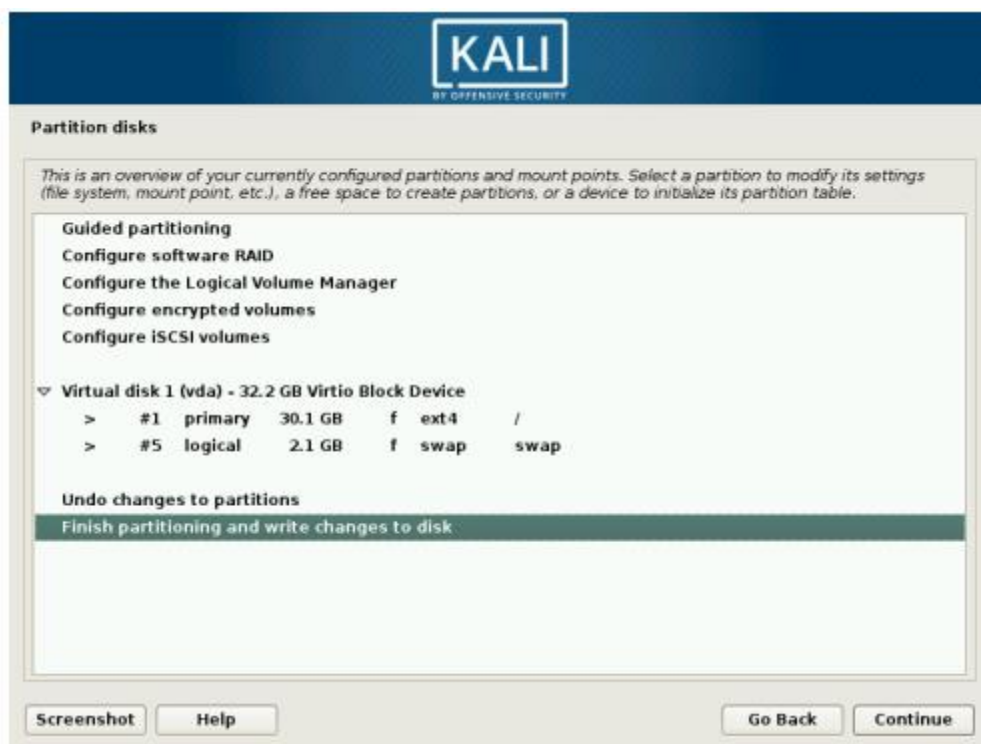 KALI
BY OFFENSIVE SECURITY
Partition disks
This is an overview of your currently configured partitions and mount points. Select a partition to modify its settings
(file system, mount point, etc.), a free space to create partitions, or a device to initialize its partition table.
Guided partitioning
Configure software RAID
Configure the Logical Volume Manager
Configure encrypted volumes
Configure iSCSI volumes
Virtual disk 1 (vda) - 32.2 GB Virtio Block Device
> #1 primary 30.1 GB f ext4 /
> #5 logical 2.1 GB f swap swap
Undo changes to partitions
Finish partitioning and write changes to disk
Screenshot Help Go Back Continue